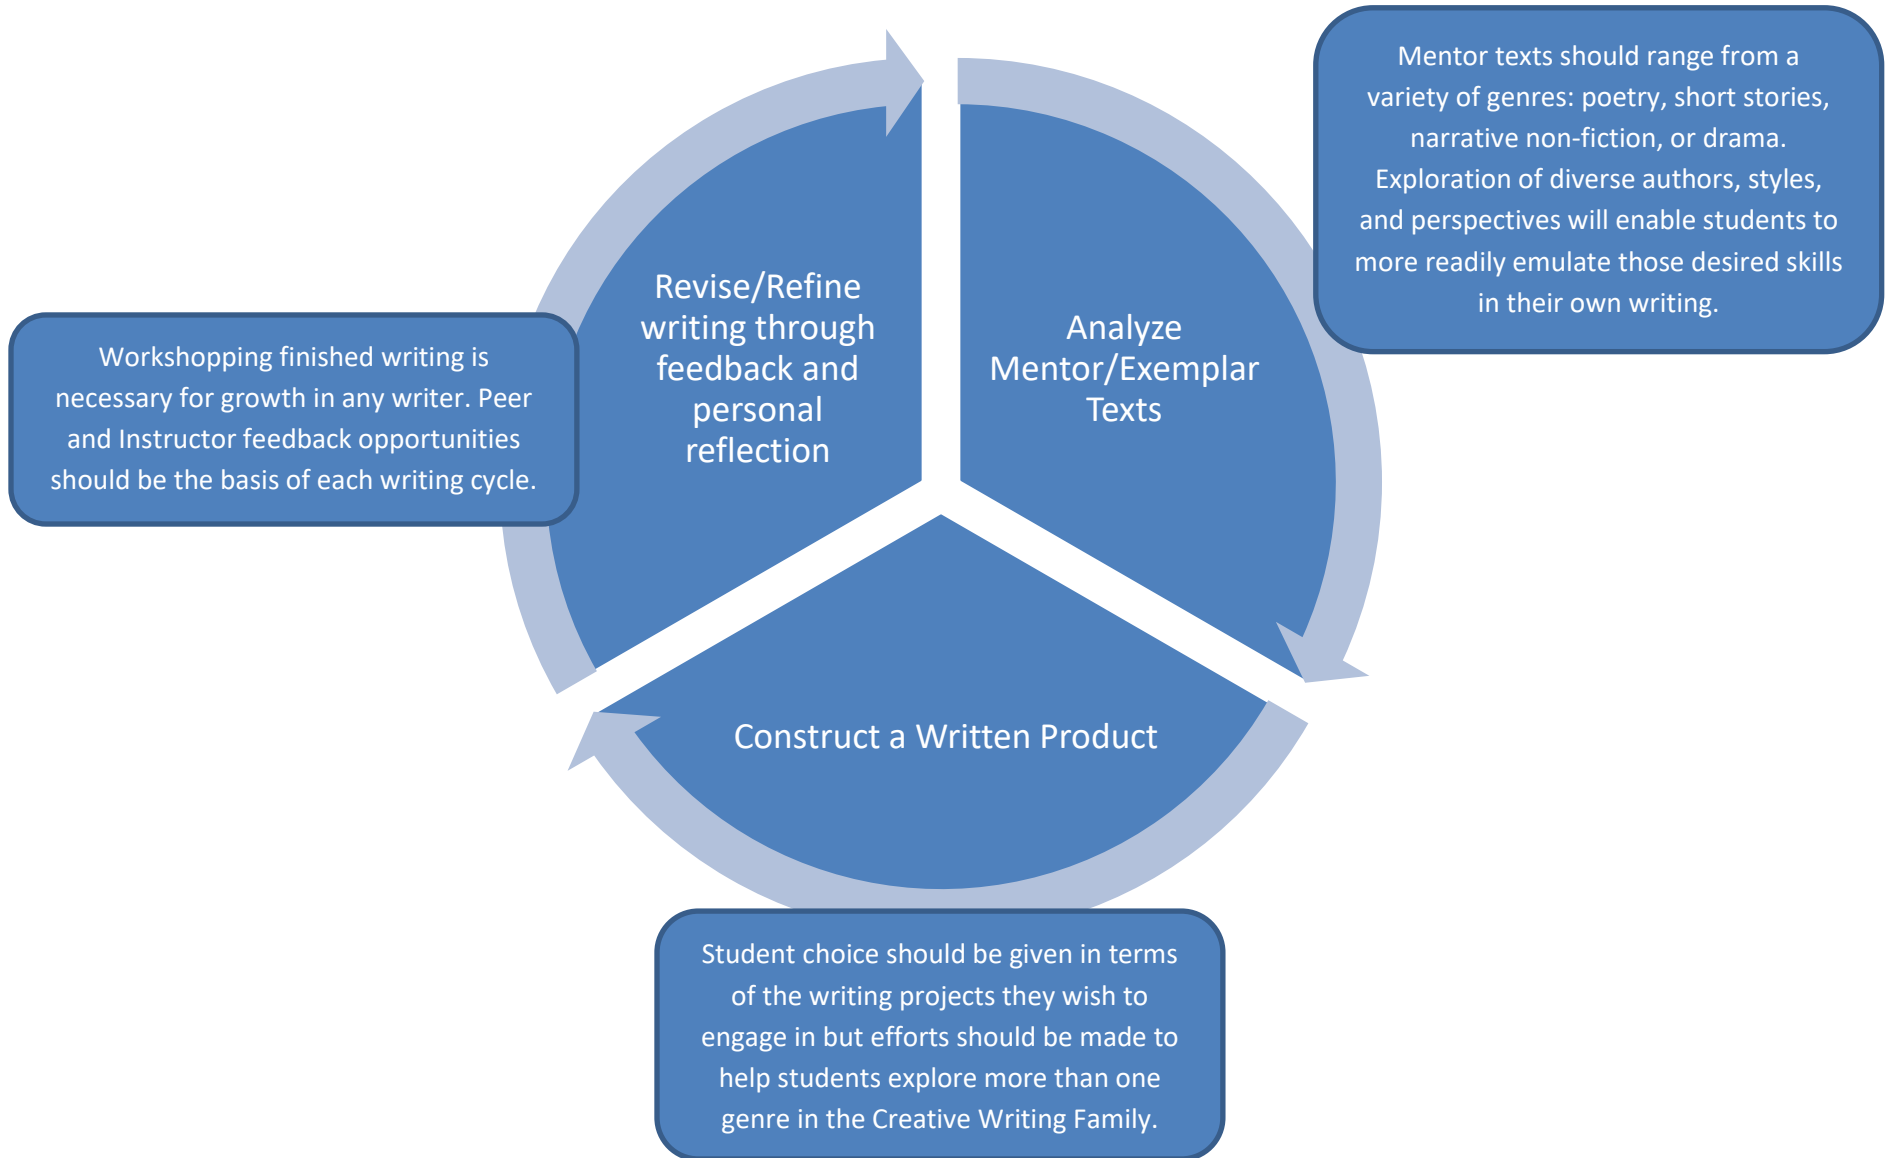 Mentor texts should range from a
variety of genres: poetry, short stories,
narrative non-fiction, or drama.
Exploration of diverse authors, styles,
and perspectives will enable students to
more readily emulate those desired skills
in their own writing.
Revise/Refine
writing through
feedback and
personal
reflection
Analyze
Mentor/Exemplar
Texts
Workshopping finished writing is
necessary for growth in any writer. Peer
and Instructor feedback opportunities
should be the basis of each writing cycle.
Construct a Written Product
Student choice should be given in terms
of the writing projects they wish to
engage in but efforts should be made to
help students explore more than one
genre in the Creative Writing Family.